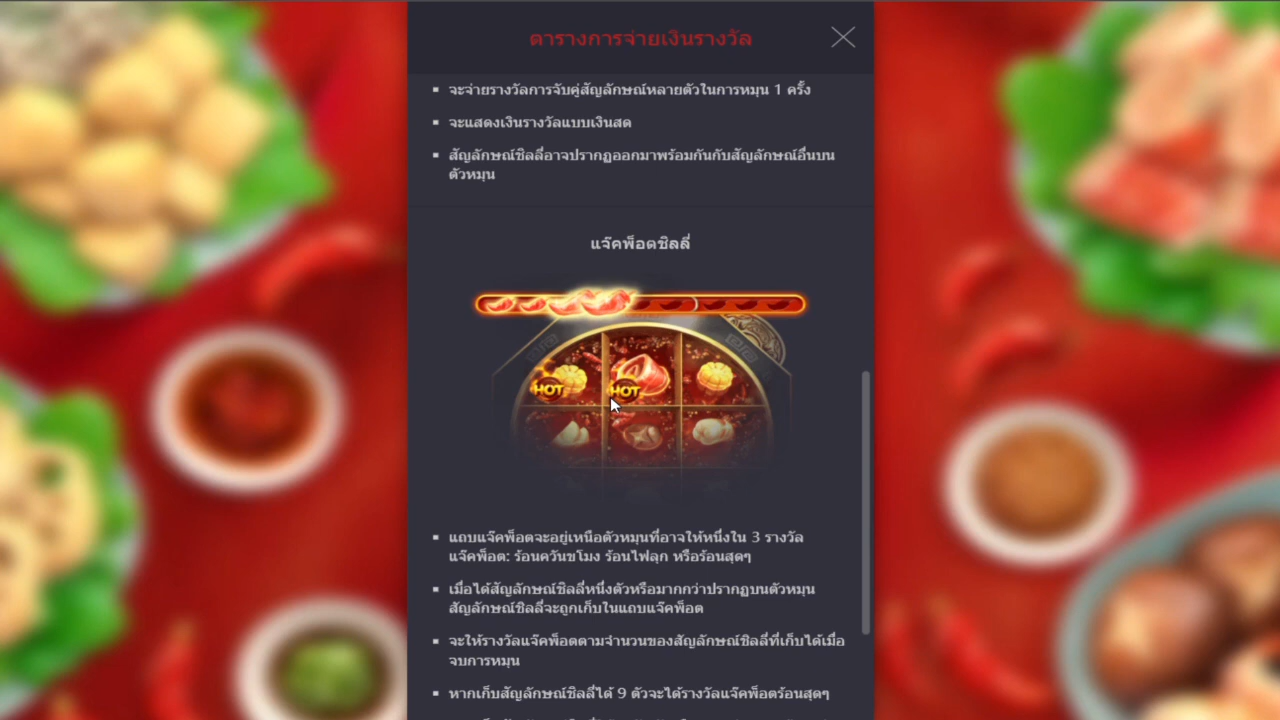 ตารางการจ่ายเงินรางวัล
จะจ่ายรางวัลการจับคู่สัญลักษณ์หลายตัวในการหมุน 1 ครั้ง
จะแสดงเงินรางวัลแบบเงินสด
สัญลักษณ์ชิลลี่อาจปรากฏออกมาพร้อมกันกับสัญลักษณ์อื่นบน
ตัวหมุน
แจ๊คพ็อตชิลลี่
HOT HOT
แถบแจ๊คพ็อตจะอยู่เหนือตัวหมุนที่อาจให้หนึ่งใน 3 รางวัล
แจ๊คพ็อต: ร้อนควันขโมง ร้อนไฟลุก หรือร้อนสุดๆ
เมื่อได้สัญลักษณ์ชิลลี่หนึ่งตัวหรือมากกว่าปรากฏบนตัวหมุน
สัญลักษณ์ชิลลี่จะถูกเก็บในแถบแจ๊คพ็อต
จะให้รางวัลแจ๊คพ็อตตามจำนวนของสัญลักษณ์ชิลลี่ที่เก็บได้เมื่อ
จบการหมุน
หากเก็บสัญลักษณ์ชิลลี่ได้ 9 ตัวจะได้รางวัลแจ๊คพ็อตร้อนสุดๆ